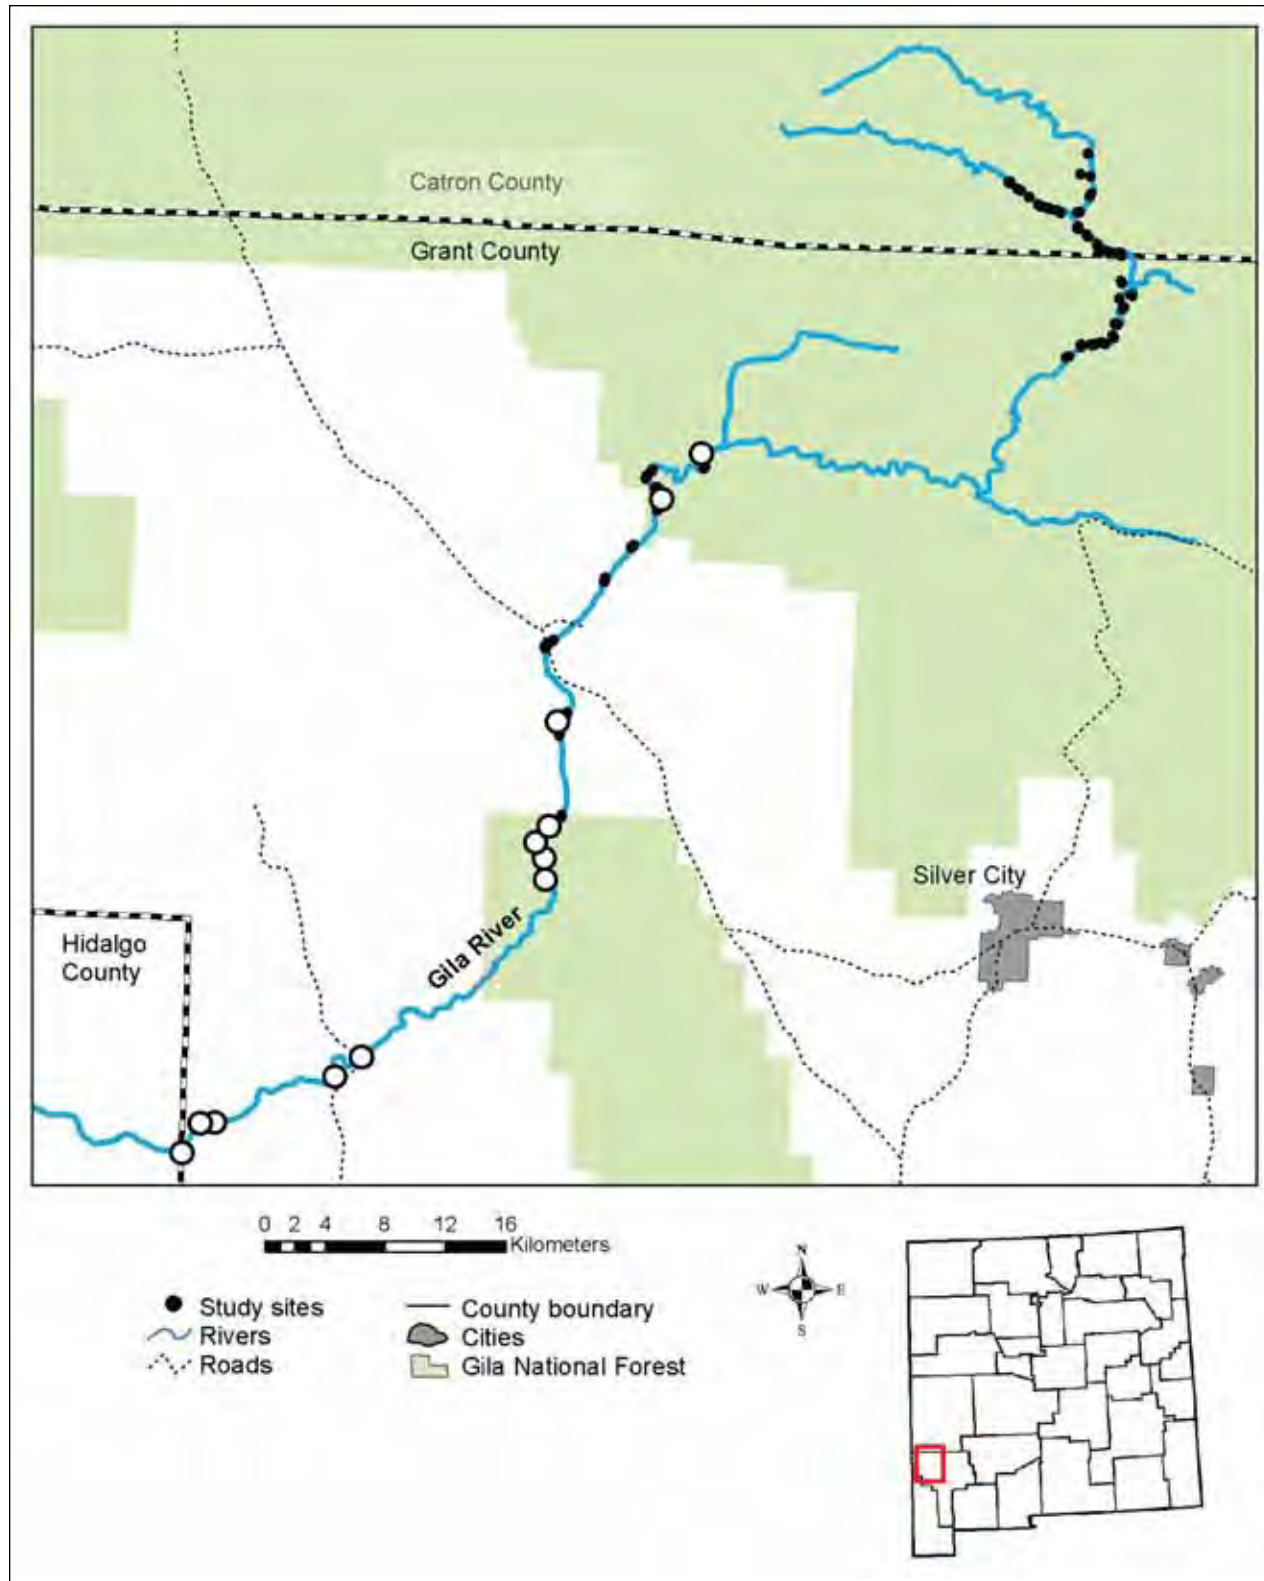 Catron County
Grant County
Silver City
Gila River
Hidalgo
County
0 2 4 8 12 16
Kilometers
N
W E
S
Study sites
Rivers
Roads
County boundary
Cities
Gila National Forest